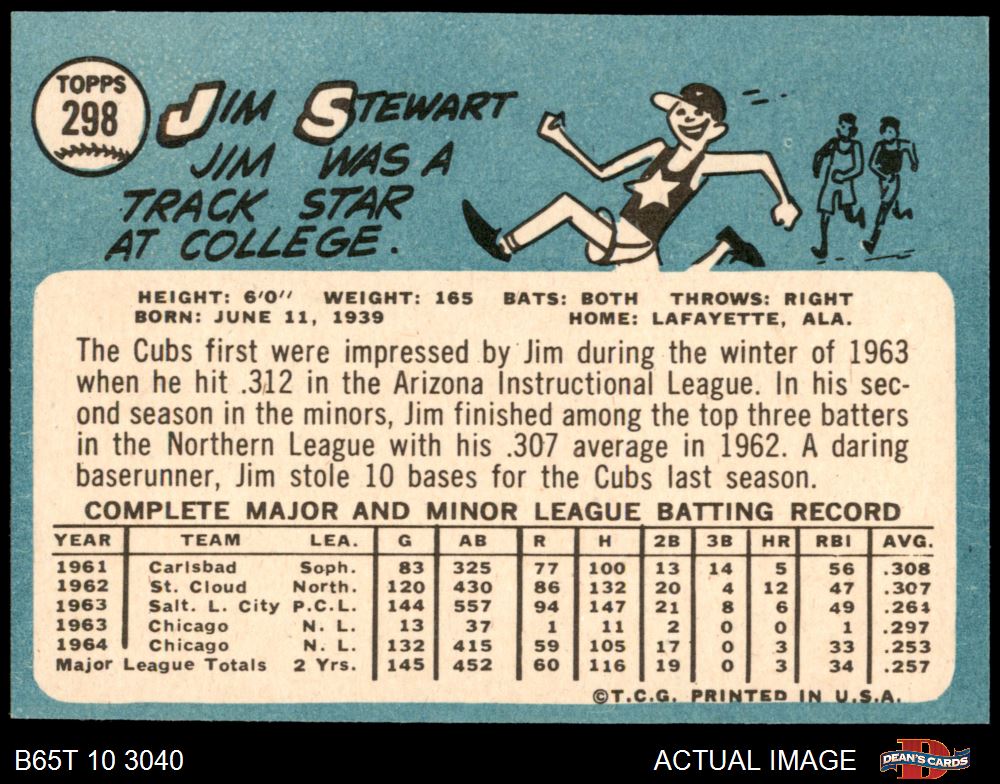 TOPPS
298
JIM STEWART
JIM WAS A
TRACK STAR
AT COLLEGE.
HEIGHT: 6'0" WEIGHT: 165 BATS: BOTH THROWS: RIGHT
BORN: JUNE 11, 1939 HOME: LAFAYETTE, ALA.
The Cubs first were impressed by Jim during the winter of 1963
when he hit .312 in the Arizona Instructional League. In his sec-
ond season in the minors, Jim finished among the top three batters
in the Northern League with his .307 average in 1962. A daring
baserunner, Jim stole 10 bases for the Cubs last season.
COMPLETE MAJOR AND MINOR LEAGUE BATTING RECORD
YEAR TEAM LEA. G AB R H 2B 3B HR RBI AVG.
1961 Carlsbad Soph. 83 325 77 100 13 14 5 56 .308
1962 St. Cloud North. 120 430 86 132 20 4 12 47 .307
1963 Salt. L. City P.C.L. 144 557 94 147 21 8 6 49 .264
1963 Chicago N. L. 13 37 1 11 2 0 0 1 .297
1964 Chicago N. L. 132 415 59 105 17 0 3 33 .253
Major League Totals 2 Yrs. 145 452 60 116 19 0 3 34 .257
©T.C.G. PRINTED IN U.S.A.
B65T 10 3040 ACTUAL IMAGE
DEAN'S CARDS